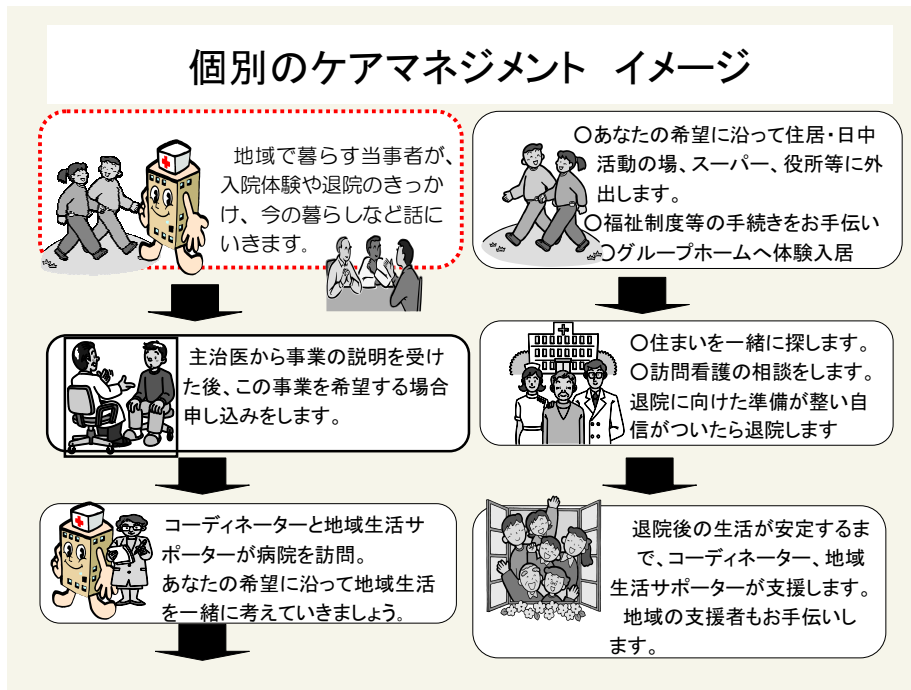 個別のケアマネジメント　イメージ
地域で暮らす当事者が、
入院体験や退院のきっか
け、今の暮らしなど話に
いきます。
主治医から事業の説明を受け
た後、この事業を希望する場合
申し込みをします。
コーディネーターと地域生活サ
ポーターが病院を訪問。
あなたの希望に沿って地域生活
を一緒に考えていきましょう。
○あなたの希望に沿って住居・日中
活動の場、スーパー、役所等に外
出します。
○福祉制度等の手続きをお手伝い
○グループホームへ体験入居
○住まいを一緒に探します。
○訪問看護の相談をします。
退院に向けた準備が整い自
信がついたら退院します
退院後の生活が安定するま
で、コーディネーター、地域
生活サポーターが支援します。
地域の支援者もお手伝いし
ます。